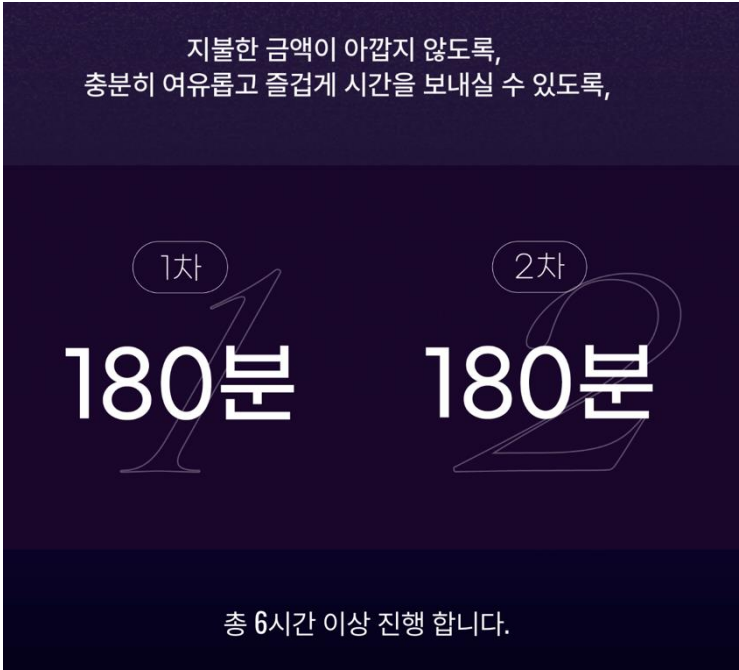 지불한 금액이 아깝지 않도록,
충분히 여유롭고 즐겁게 시간을 보내실 수 있도록,
1차
2차
1
2
180분
180분
총 6시간 이상 진행 합니다.